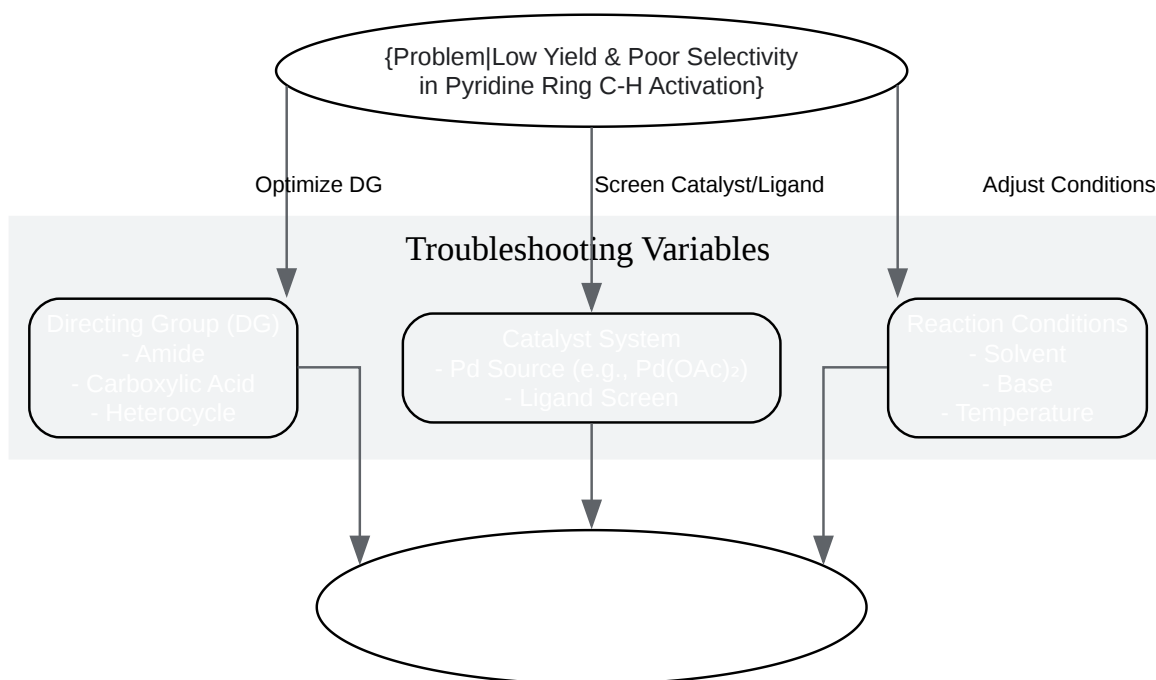 {Problem|Low Yield & Poor Selectivity
in Pyridine Ring C-H Activation}
Optimize DG
Screen Catalyst/Ligand
Adjust Conditions
Troubleshooting Variables
Directing Group (DG)
- Amide
- Carboxylic Acid
- Heterocycle
Catalyst System
- Pd Source (e.g., Pd(OAc)₂)
- Ligand Screen
Reaction Conditions
- Solvent
- Base
- Temperature